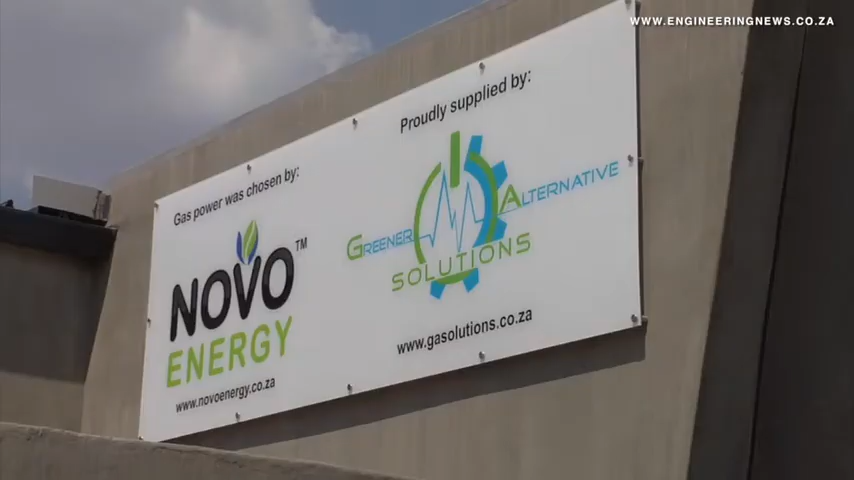 WWW.ENGINEERINGNEWS.CO.ZA
Gas power was chosen by:
NOVO™
ENERGY
www.novoenergy.co.za
Proudly supplied by:
GREENER ALTERNATIVE
SOLUTIONS
www.gasolutions.co.za